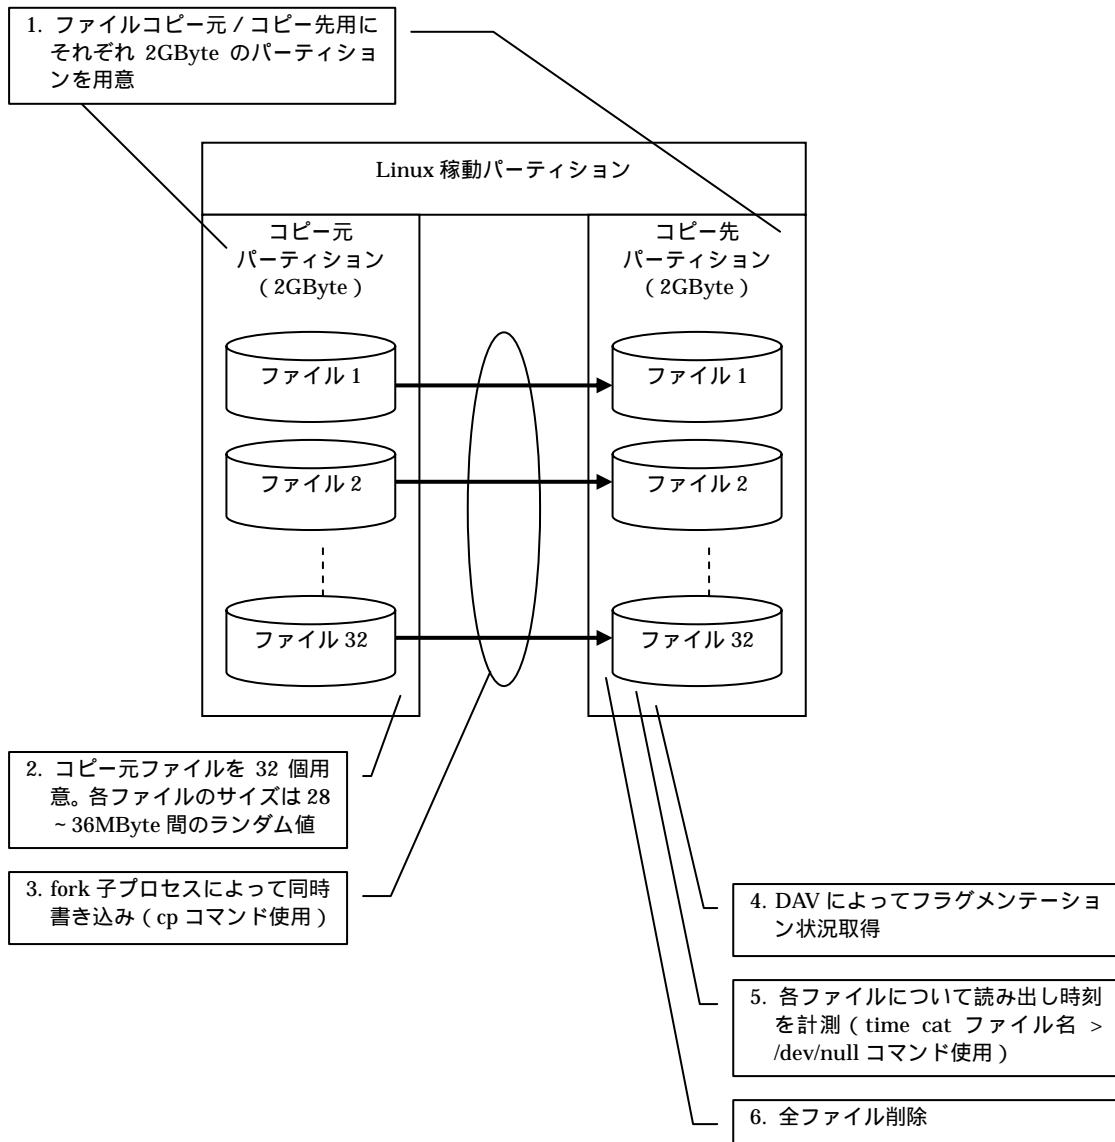 1. ファイルコピー元 / コピー先用に
それぞれ 2GByte のパーティショ
ンを用意
Linux 稼動パーティション
コピー元
パーティション
( 2GByte )
コピー先
パーティション
( 2GByte )
ファイル 1
ファイル 1
ファイル 2
ファイル 2
ファイル 32
ファイル 32
2. コピー元ファイルを 32 個用
意。各ファイルのサイズは 28
~ 36MByte 間のランダム値
3. fork 子プロセスによって同時
書き込み ( cp コマンド使用 )
4. DAV によってフラグメンテーショ
ン状況取得
5. 各ファイルについて読み出し時刻
を計測 ( time cat ファイル名 >
/dev/null コマンド使用 )
6. 全ファイル削除